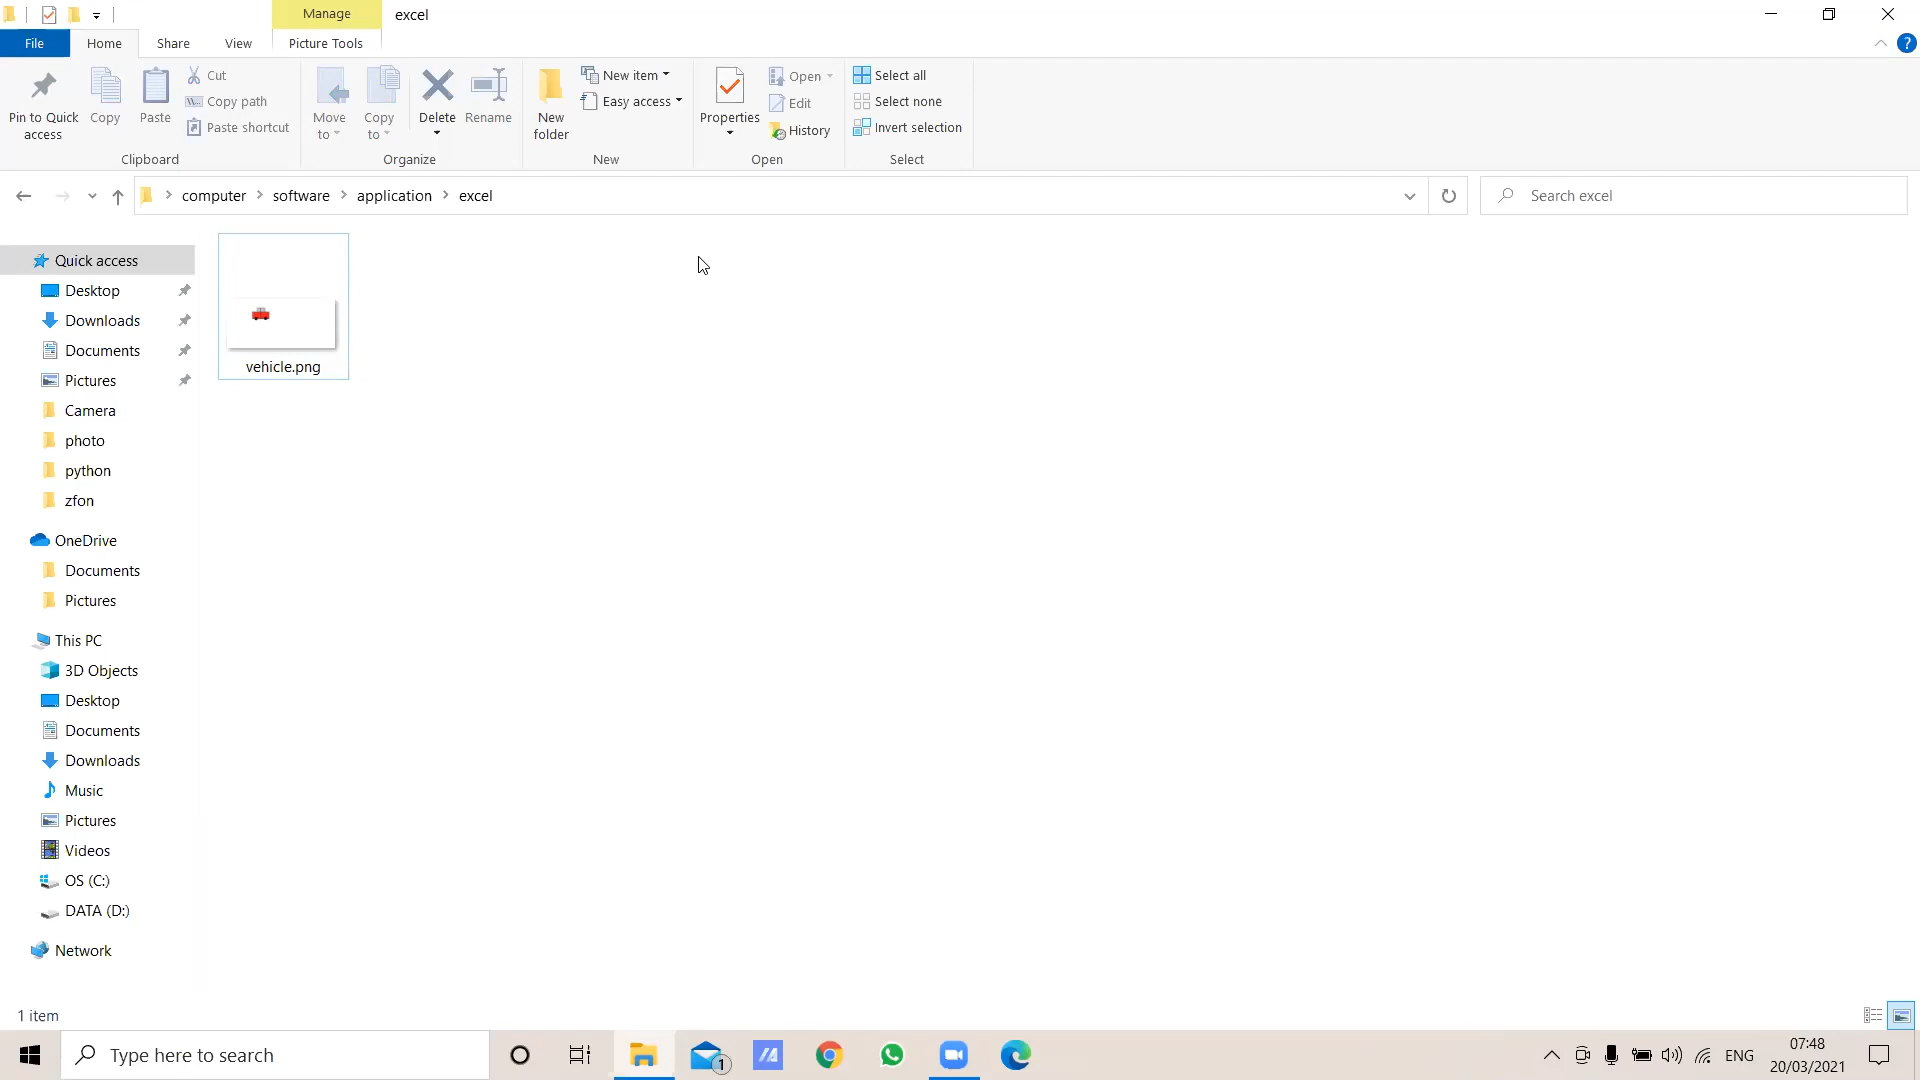 Manage
excel
File
Home
Share
View
Picture Tools
Pin to Quick access
Copy
Paste
Cut
Copy path
Paste shortcut
Clipboard
Move to
Copy to
Delete
Rename
Organize
New folder
New item
Easy access
New
Properties
Open
Edit
History
Open
Select all
Select none
Invert selection
Select
computer
software
application
excel
Search excel
vehicle.png
Quick access
Desktop
Downloads
Documents
Pictures
Camera
photo
python
zfon
OneDrive
Documents
Pictures
This PC
3D Objects
Desktop
Documents
Downloads
Music
Pictures
Videos
OS (C:)
DATA (D:)
Network
1 item
Type here to search
1
ENG
07:48
20/03/2021